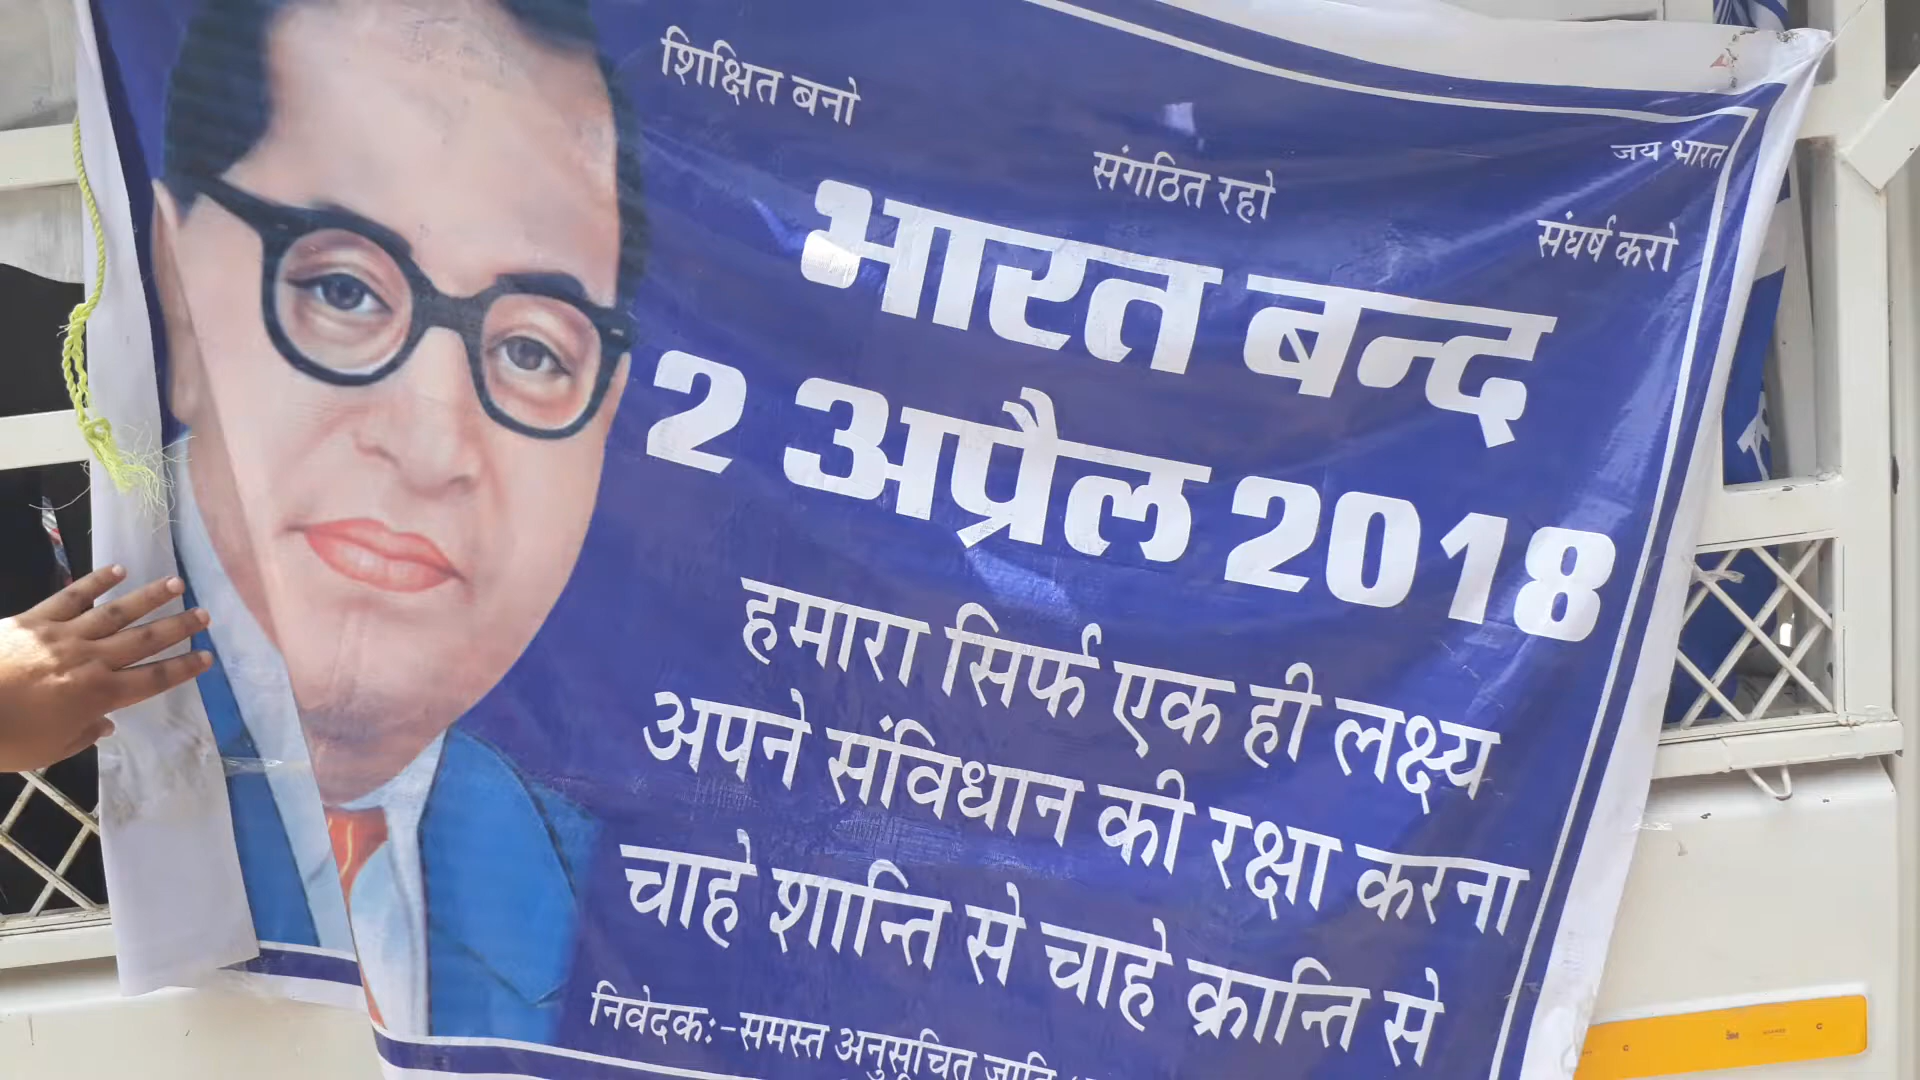 शिक्षित बनो
संगठित रहो
जय भारत
संघर्ष करो
भारत बन्द
2 अप्रैल 2018
हमारा सिर्फ एक ही लक्ष्य
अपने संविधान की रक्षा करना
चाहे शान्ति से चाहे क्रान्ति से
निवेदकः-समस्त अनुसूचित जाति